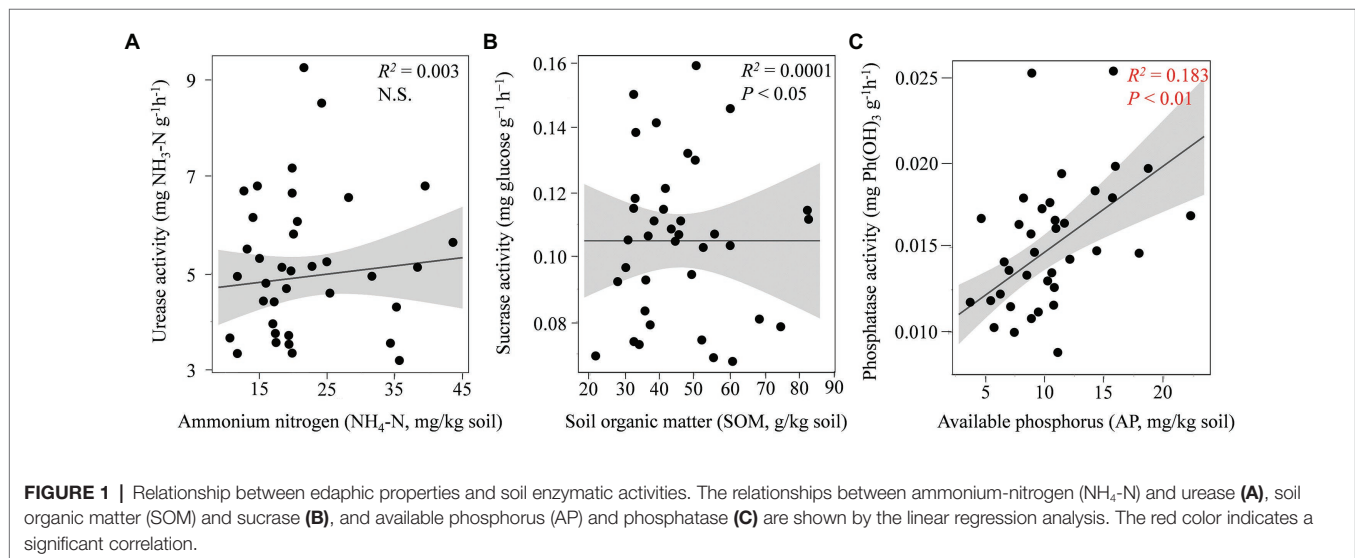 A
Urease activity (mg NH₃-N g⁻¹h⁻¹)
9
7
5
3
R² = 0.003
N.S.
15
25
35
45
Ammonium nitrogen (NH₄-N, mg/kg soil)
B
Sucrase activity (mg glucose g⁻¹ h⁻¹)
0.16
0.14
0.12
0.10
0.08
R² = 0.0001
P < 0.05
20
30
40
50
60
70
80
90
Soil organic matter (SOM, g/kg soil)
C
Phosphatase activity (mg Ph(OH)₃ g⁻¹h⁻¹)
0.025
0.020
0.015
0.010
R² = 0.183
P < 0.01
5
10
15
20
Available phosphorus (AP, mg/kg soil)
FIGURE 1 | Relationship between edaphic properties and soil enzymatic activities. The relationships between ammonium-nitrogen (NH₄-N) and urease (A), soil
organic matter (SOM) and sucrase (B), and available phosphorus (AP) and phosphatase (C) are shown by the linear regression analysis. The red color indicates a
significant correlation.